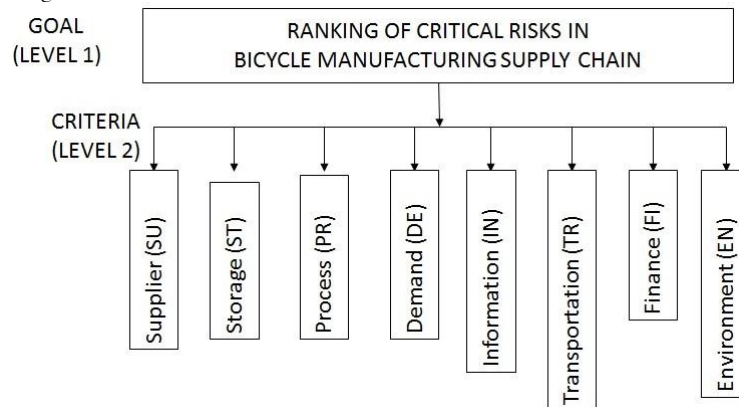 GOAL
(LEVEL 1)
RANKING OF CRITICAL RISKS IN
BICYCLE MANUFACTURING SUPPLY CHAIN
CRITERIA
(LEVEL 2)
Supplier (SU)
Storage (ST)
Process (PR)
Demand (DE)
Information (IN)
Transportation (TR)
Finance (FI)
Environment (EN)